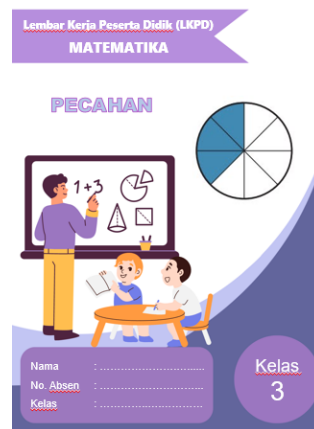 Lembar Kerja Peserta Didik (LKPD)
MATEMATIKA
PECAHAN
1+3
Nama : ..............................
No. Absen : ..............................
Kelas : ..............................
Kelas
3